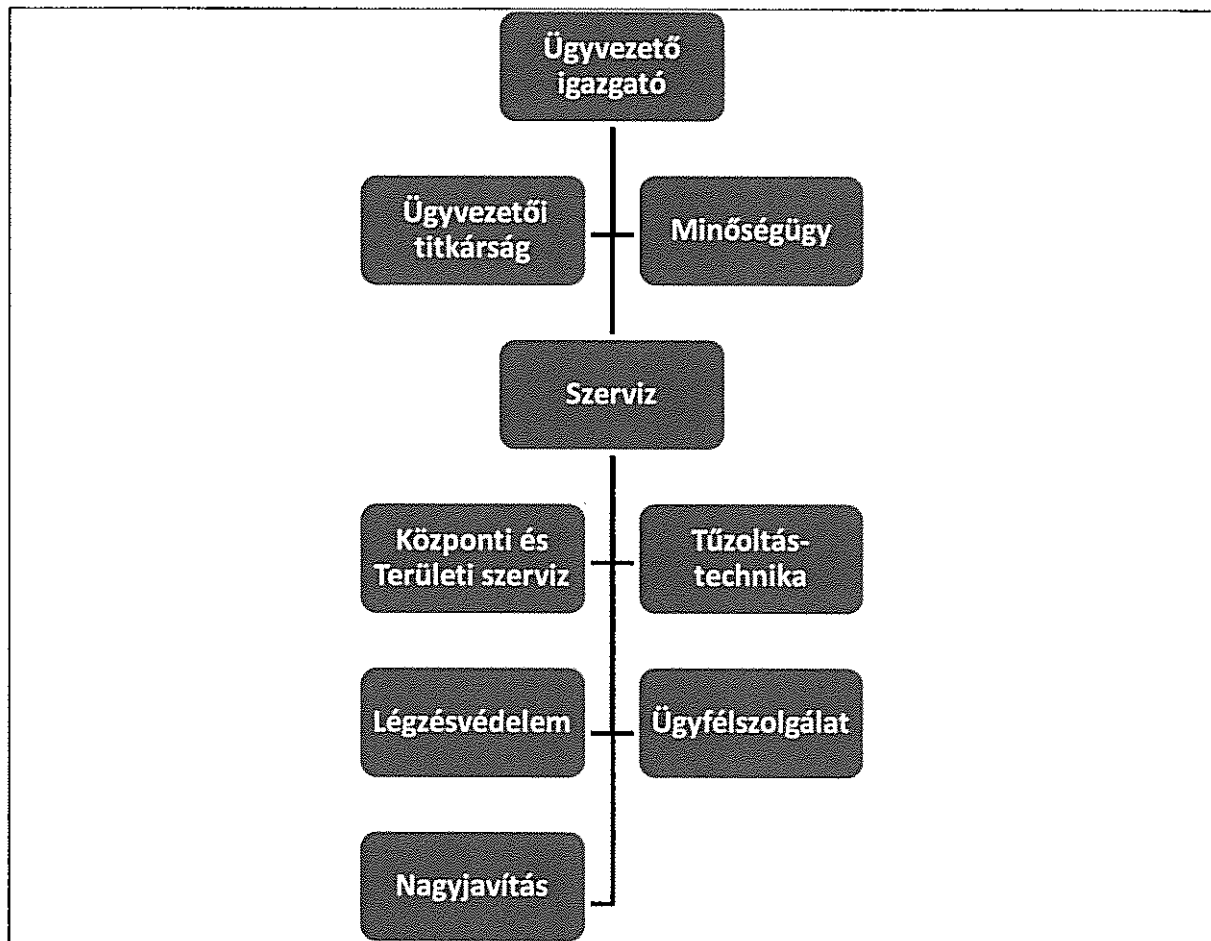 Ügyvezető
igazgató
Ügyvezetői
titkárság
Minőségügy
Szerviz
Központi és
Területi szerviz
Tűzoltás-
technika
Légzésvédelem
Ügyfélszolgálat
Nagyjavítás